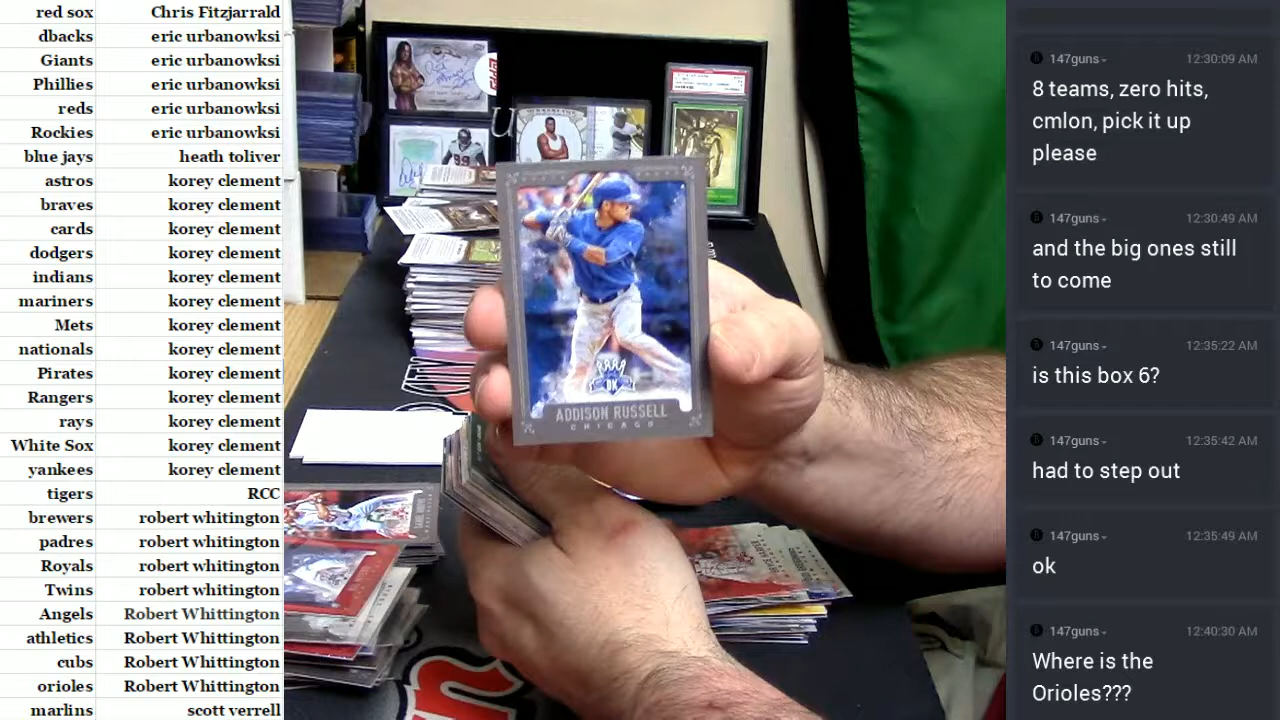 red sox Chris Fitzjarrald
dbacks eric urbanowksi
Giants eric urbanowksi
Phillies eric urbanowksi
reds eric urbanowksi
Rockies eric urbanowksi
blue jays heath toliver
astros korey clement
braves korey clement
cards korey clement
dodgers korey clement
indians korey clement
mariners korey clement
Mets korey clement
nationals korey clement
Pirates korey clement
Rangers korey clement
rays korey clement
White Sox korey clement
yankees korey clement
tigers RCC
brewers robert whitington
padres robert whitington
Royals robert whitington
Twins robert whitington
Angels Robert Whittington
athletics Robert Whittington
cubs Robert Whittington
orioles Robert Whittington
marlins scott verrell
99
DK
ADDISON RUSSELL
CHICAGO
147guns 12:30:09 AM
8 teams, zero hits,
cmlon, pick it up
please
147guns 12:30:49 AM
and the big ones still
to come
147guns 12:35:22 AM
is this box 6?
147guns 12:35:42 AM
had to step out
147guns 12:35:49 AM
ok
147guns 12:40:30 AM
Where is the
Orioles???